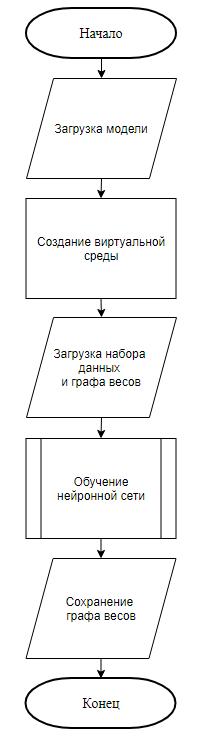 Начало
Загрузка модели
Создание виртуальной
среды
Загрузка набора
данных
и графа весов
Обучение
нейронной сети
Сохранение
графа весов
Конец